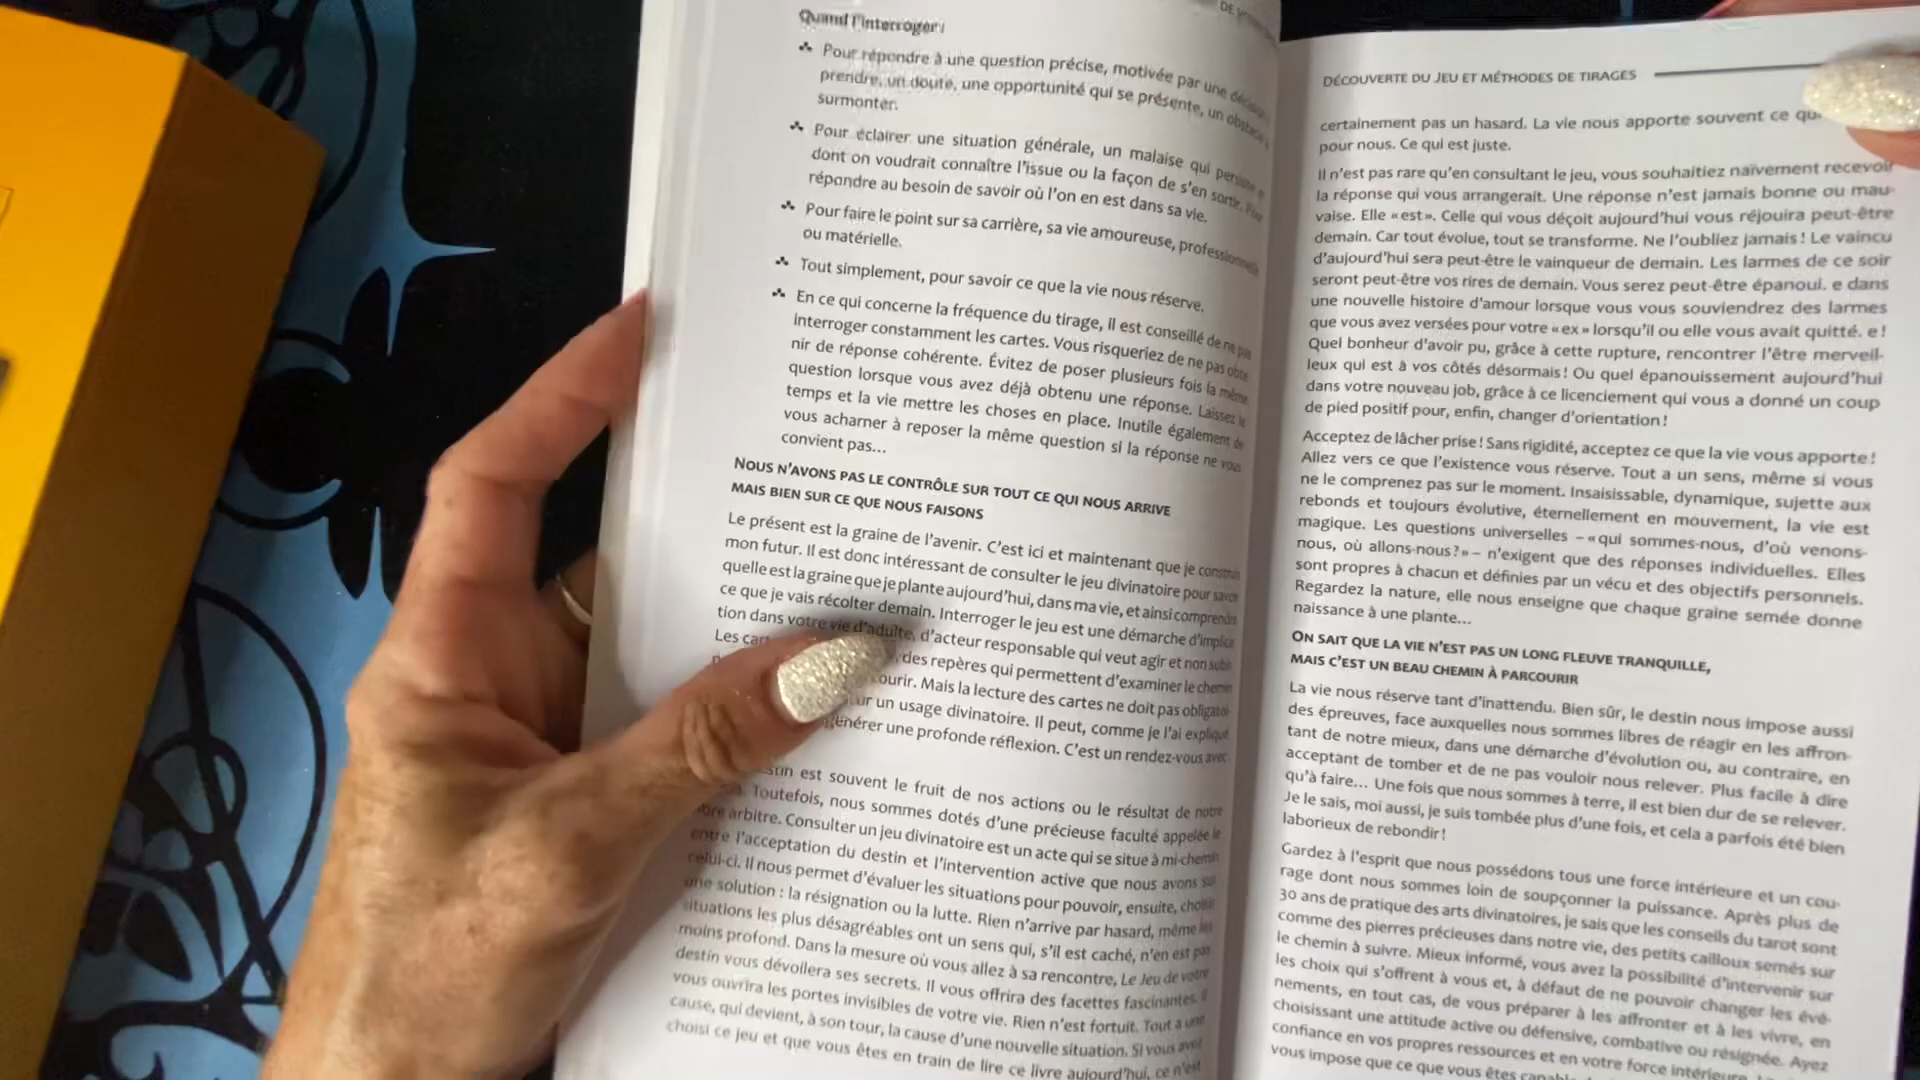 Quand l'interroger
Pour répondre à une question précise, motivée par une
prendre, un doute, une opportunité qui se présente, un obstacle à
surmonter.
Pour éclairer une situation générale, un malaise qui persiste
dont on voudrait connaître l'issue ou la façon de s'en sortir. Pour
répondre au besoin de savoir où l'on en est dans sa vie.
Pour faire le point sur sa carrière, sa vie amoureuse, professionnelle
ou matérielle.
Tout simplement, pour savoir ce que la vie nous réserve.
En ce qui concerne la fréquence du tirage, il est conseillé de ne pas
interroger constamment les cartes. Vous risqueriez de ne pas obte-
nir de réponse cohérente. Évitez de poser plusieurs fois la même
question lorsque vous avez déjà obtenu une réponse. Laissez le
temps et la vie mettre les choses en place. Inutile également de
vous acharner à reposer la même question si la réponse ne vous
convient pas...
NOUS N'AVONS PAS LE CONTRÔLE SUR TOUT CE QUI NOUS ARRIVE
MAIS BIEN SUR CE QUE NOUS FAISONS
Le présent est la graine de l'avenir. C'est ici et maintenant que je construis
mon futur. Il est donc intéressant de consulter le jeu divinatoire pour savoir
quelle est la graine que je plante aujourd'hui, dans ma vie, et ainsi comprendre
ce que je vais récolter demain. Interroger le jeu est une démarche d'implica-
tion dans votre vie d'adulte, d'acteur responsable qui veut agir et non subir.
Les
des repères qui permettent d'examiner le chemin
courir. Mais la lecture des cartes ne doit pas obligatoi-
un usage divinatoire. Il peut, comme je l'ai expliqué
générer une profonde réflexion. C'est un rendez-vous avec
est souvent le fruit de nos actions ou le résultat de notre
Toutefois, nous sommes dotés d'une précieuse faculté appelée le
arbitre. Consulter un jeu divinatoire est un acte qui se situe à mi-chemin
entre l'acceptation du destin et l'intervention active que nous avons sur
celui-ci. Il nous permet d'évaluer les situations pour pouvoir, ensuite, choisir
une solution : la résignation ou la lutte. Rien n'arrive par hasard, même les
situations les plus désagréables ont un sens qui, s'il est caché, n'en est pas
moins profond. Dans la mesure où vous allez à sa rencontre, Le Jeu de votre
destin vous dévoilera ses secrets. Il vous offrira des facettes fascinantes. Il
vous ouvrira les portes invisibles de votre vie. Rien n'est fortuit. Tout a une
cause, qui devient, à son tour, la cause d'une nouvelle situation. Si vous avez
choisi ce jeu et que vous êtes en train de lire ce livre aujourd'hui, ce n'est
DÉCOUVERTE DU JEU ET MÉTHODES DE TIRAGES
certainement pas un hasard. La vie nous apporte souvent ce
pour nous. Ce qui est juste.
Il n'est pas rare qu'en consultant le jeu, vous souhaitiez naïvement recevoir
la réponse qui vous arrangerait. Une réponse n'est jamais bonne ou mau-
vaise. Elle «est». Celle qui vous déçoit aujourd'hui vous réjouira peut-être
demain. Car tout évolue, tout se transforme. Ne l'oubliez jamais! Le vaincu
d'aujourd'hui sera peut-être le vainqueur de demain. Les larmes de ce soir
seront peut-être vos rires de demain. Vous serez peut-être épanoui. e dans
une nouvelle histoire d'amour lorsque vous vous souviendrez des larmes
que vous avez versées pour votre «ex» lorsqu'il ou elle vous avait quitté. e!
Quel bonheur d'avoir pu, grâce à cette rupture, rencontrer l'être merveil-
leux qui est à vos côtés désormais! Ou quel épanouissement aujourd'hui
dans votre nouveau job, grâce à ce licenciement qui vous a donné un coup
de pied positif pour, enfin, changer d'orientation!
Acceptez de lâcher prise! Sans rigidité, acceptez ce que la vie vous apporte!
Allez vers ce que l'existence vous réserve. Tout a un sens, même si vous
ne le comprenez pas sur le moment. Insaisissable, dynamique, sujette aux
rebonds et toujours évolutive, éternellement en mouvement, la vie est
magique. Les questions universelles – «qui sommes-nous, d'où venons-
nous, où allons-nous?» – n'exigent que des réponses individuelles. Elles
sont propres à chacun et définies par un vécu et des objectifs personnels.
Regardez la nature, elle nous enseigne que chaque graine semée donne
naissance à une plante...
ON SAIT QUE LA VIE N'EST PAS UN LONG FLEUVE TRANQUILLE,
MAIS C'EST UN BEAU CHEMIN À PARCOURIR
La vie nous réserve tant d'inattendu. Bien sûr, le destin nous impose aussi
des épreuves, face auxquelles nous sommes libres de réagir en les affron-
tant de notre mieux, dans une démarche d'évolution ou, au contraire, en
acceptant de tomber et de ne pas vouloir nous relever. Plus facile à dire
qu'à faire... Une fois que nous sommes à terre, il est bien dur de se relever.
Je le sais, moi aussi, je suis tombée plus d'une fois, et cela a parfois été bien
laborieux de rebondir!
Gardez à l'esprit que nous possédons tous une force intérieure et un cou-
rage dont nous sommes loin de soupçonner la puissance. Après plus de
30 ans de pratique des arts divinatoires, je sais que les conseils du tarot sont
comme des pierres précieuses dans notre vie, des petits cailloux semés sur
le chemin à suivre. Mieux informé, vous avez la possibilité d'intervenir sur
les choix qui s'offrent à vous et, à défaut de ne pouvoir changer les évé-
nements, en tout cas, de vous préparer à les affronter et à les vivre, en
choisissant une attitude active ou défensive, combative ou résignée. Ayez
confiance en vos propres ressources et en votre force intérieure.
vous impose que ce que vous êtes